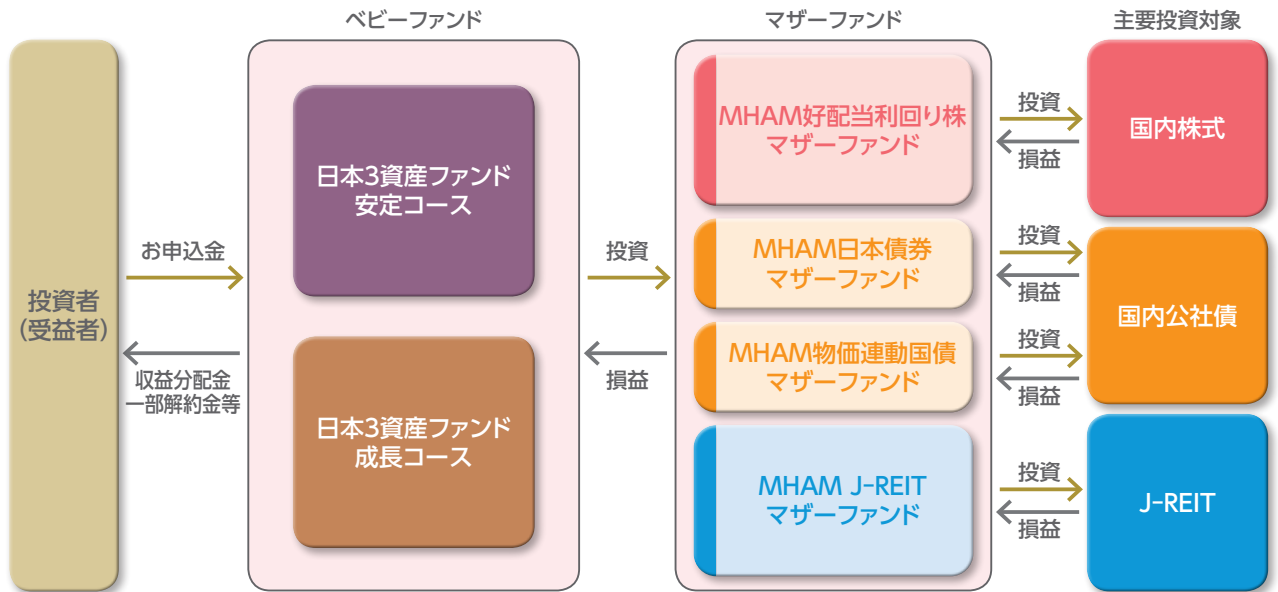 ベビーファンド
マザーファンド
主要投資対象
投資者
（受益者）
お申込金
収益分配金
一部解約金等
日本3資産ファンド
安定コース
日本3資産ファンド
成長コース
投資
損益
MHAM好配当利回り株
マザーファンド
MHAM日本債券
マザーファンド
MHAM物価連動国債
マザーファンド
MHAM J-REIT
マザーファンド
投資
損益
投資
損益
投資
損益
投資
損益
国内株式
国内公社債
J-REIT